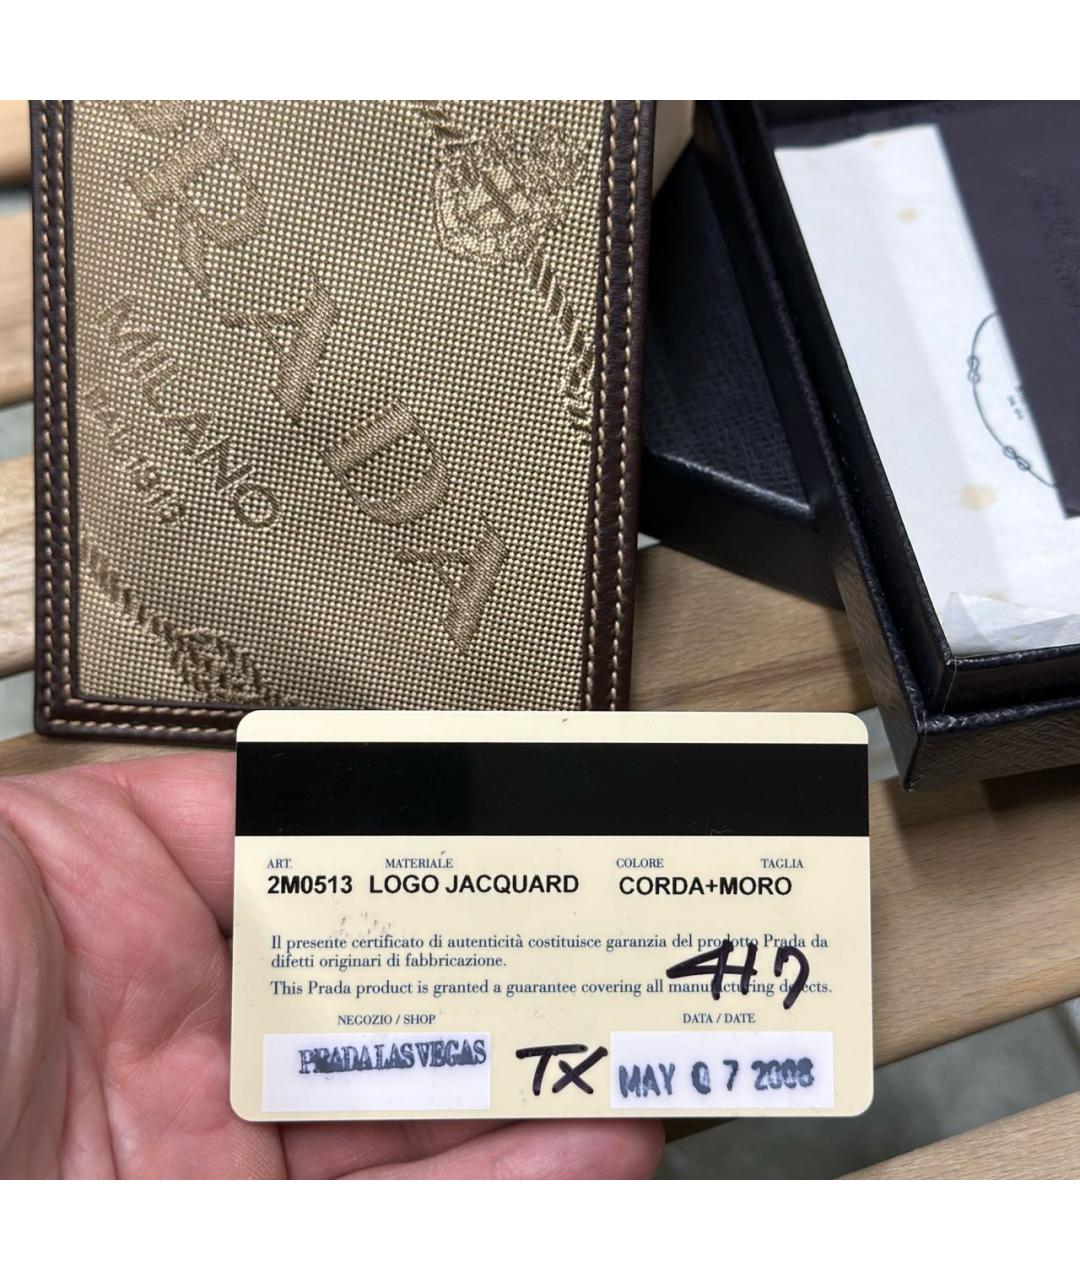 PRADA
MILANO
DAL 1913
ART. MATERIALE COLORE TAGLIA
2M0513 LOGO JACQUARD CORDA+MORO
Il presente certificato di autenticità costituisce garanzia del prodotto Prada da
difetti originari di fabbricazione.
This Prada product is granted a guarantee covering all manufacturing defects.
NEGOZIO / SHOP DATA / DATE
PRADA LAS VEGAS TX MAY 07 2008